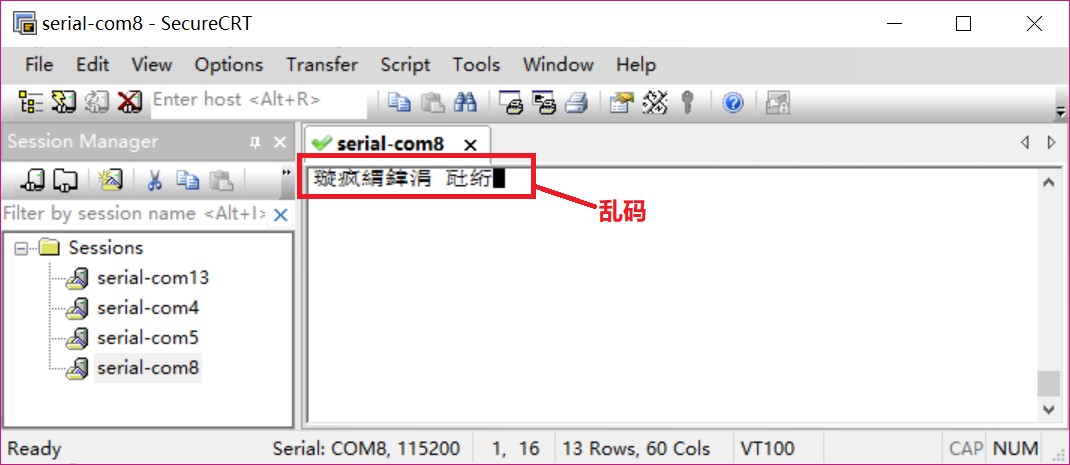 serial-com8 - SecureCRT
File Edit View Options Transfer Script Tools Window Help
Enter host <Alt+R>
Session Manager
serial-com8
璇疯緭鍏涓 瓧绗
乱码
Filter by session name <Alt+I>
Sessions
serial-com13
serial-com4
serial-com5
serial-com8
Ready Serial: COM8, 115200 1, 16 13 Rows, 60 Cols VT100 CAP NUM